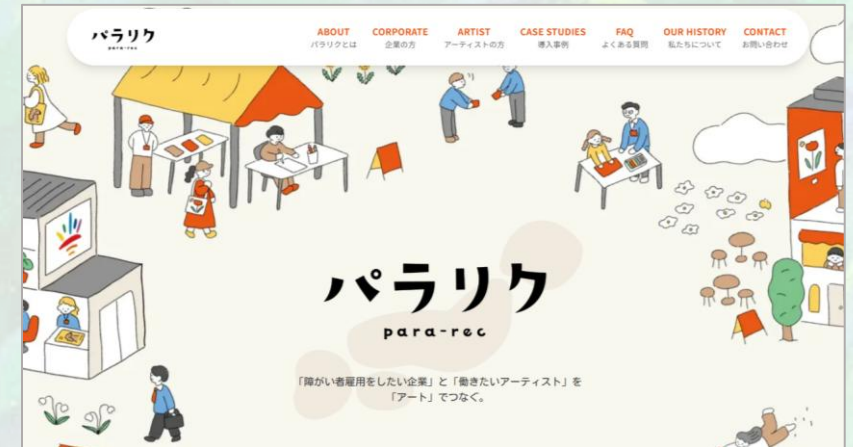 パラリク
para-rec
ABOUT
パラリクとは
CORPORATE
企業の方
ARTIST
アーティストの方
CASE STUDIES
導入事例
FAQ
よくある質問
OUR HISTORY
私たちについて
CONTACT
お問い合わせ
パラリク
para-rec
「障がい者雇用をしたい企業」と「働きたいアーティスト」を
「アート」でつなぐ。